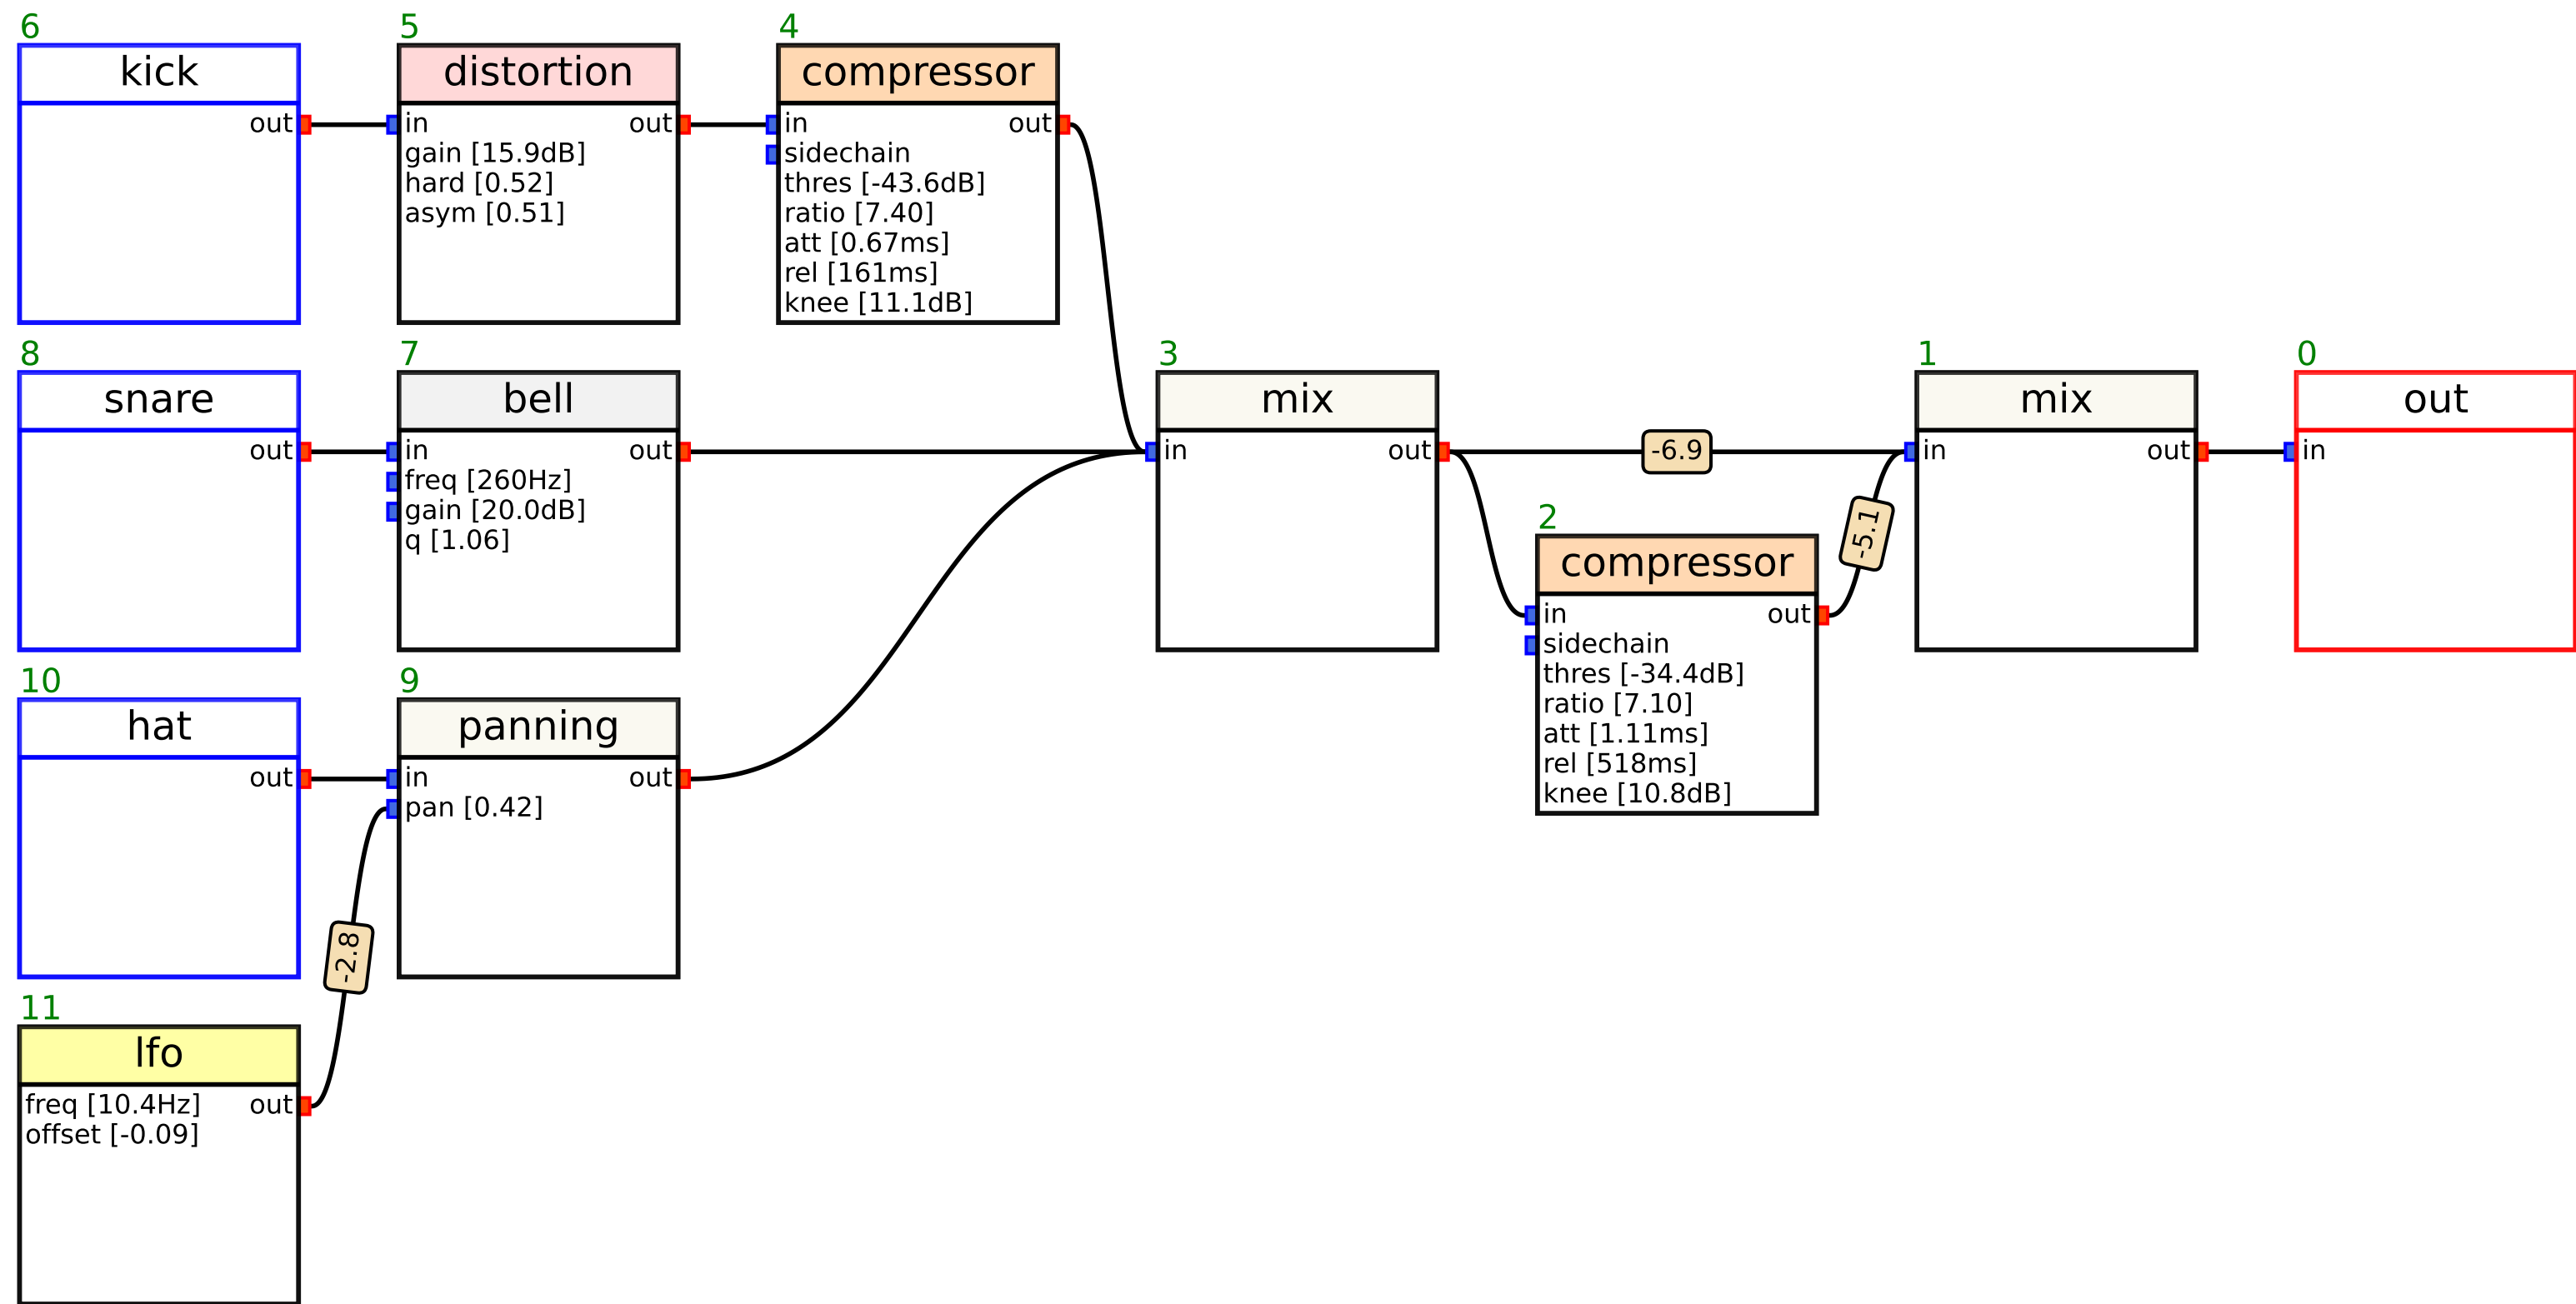 6
kick
out
5
distortion
in out
gain [15.9dB]
hard [0.52]
asym [0.51]
4
compressor
in out
sidechain
thres [-43.6dB]
ratio [7.40]
att [0.67ms]
rel [161ms]
knee [11.1dB]
8
snare
out
7
bell
in out
freq [260Hz]
gain [20.0dB]
q [1.06]
3
mix
in out
-6.9
1
mix
in out
0
out
in
2
compressor
in out
sidechain
thres [-34.4dB]
ratio [7.10]
att [1.11ms]
rel [518ms]
knee [10.8dB]
-5.1
10
hat
out
9
panning
in out
pan [0.42]
-2.8
11
lfo
freq [10.4Hz] out
offset [-0.09]